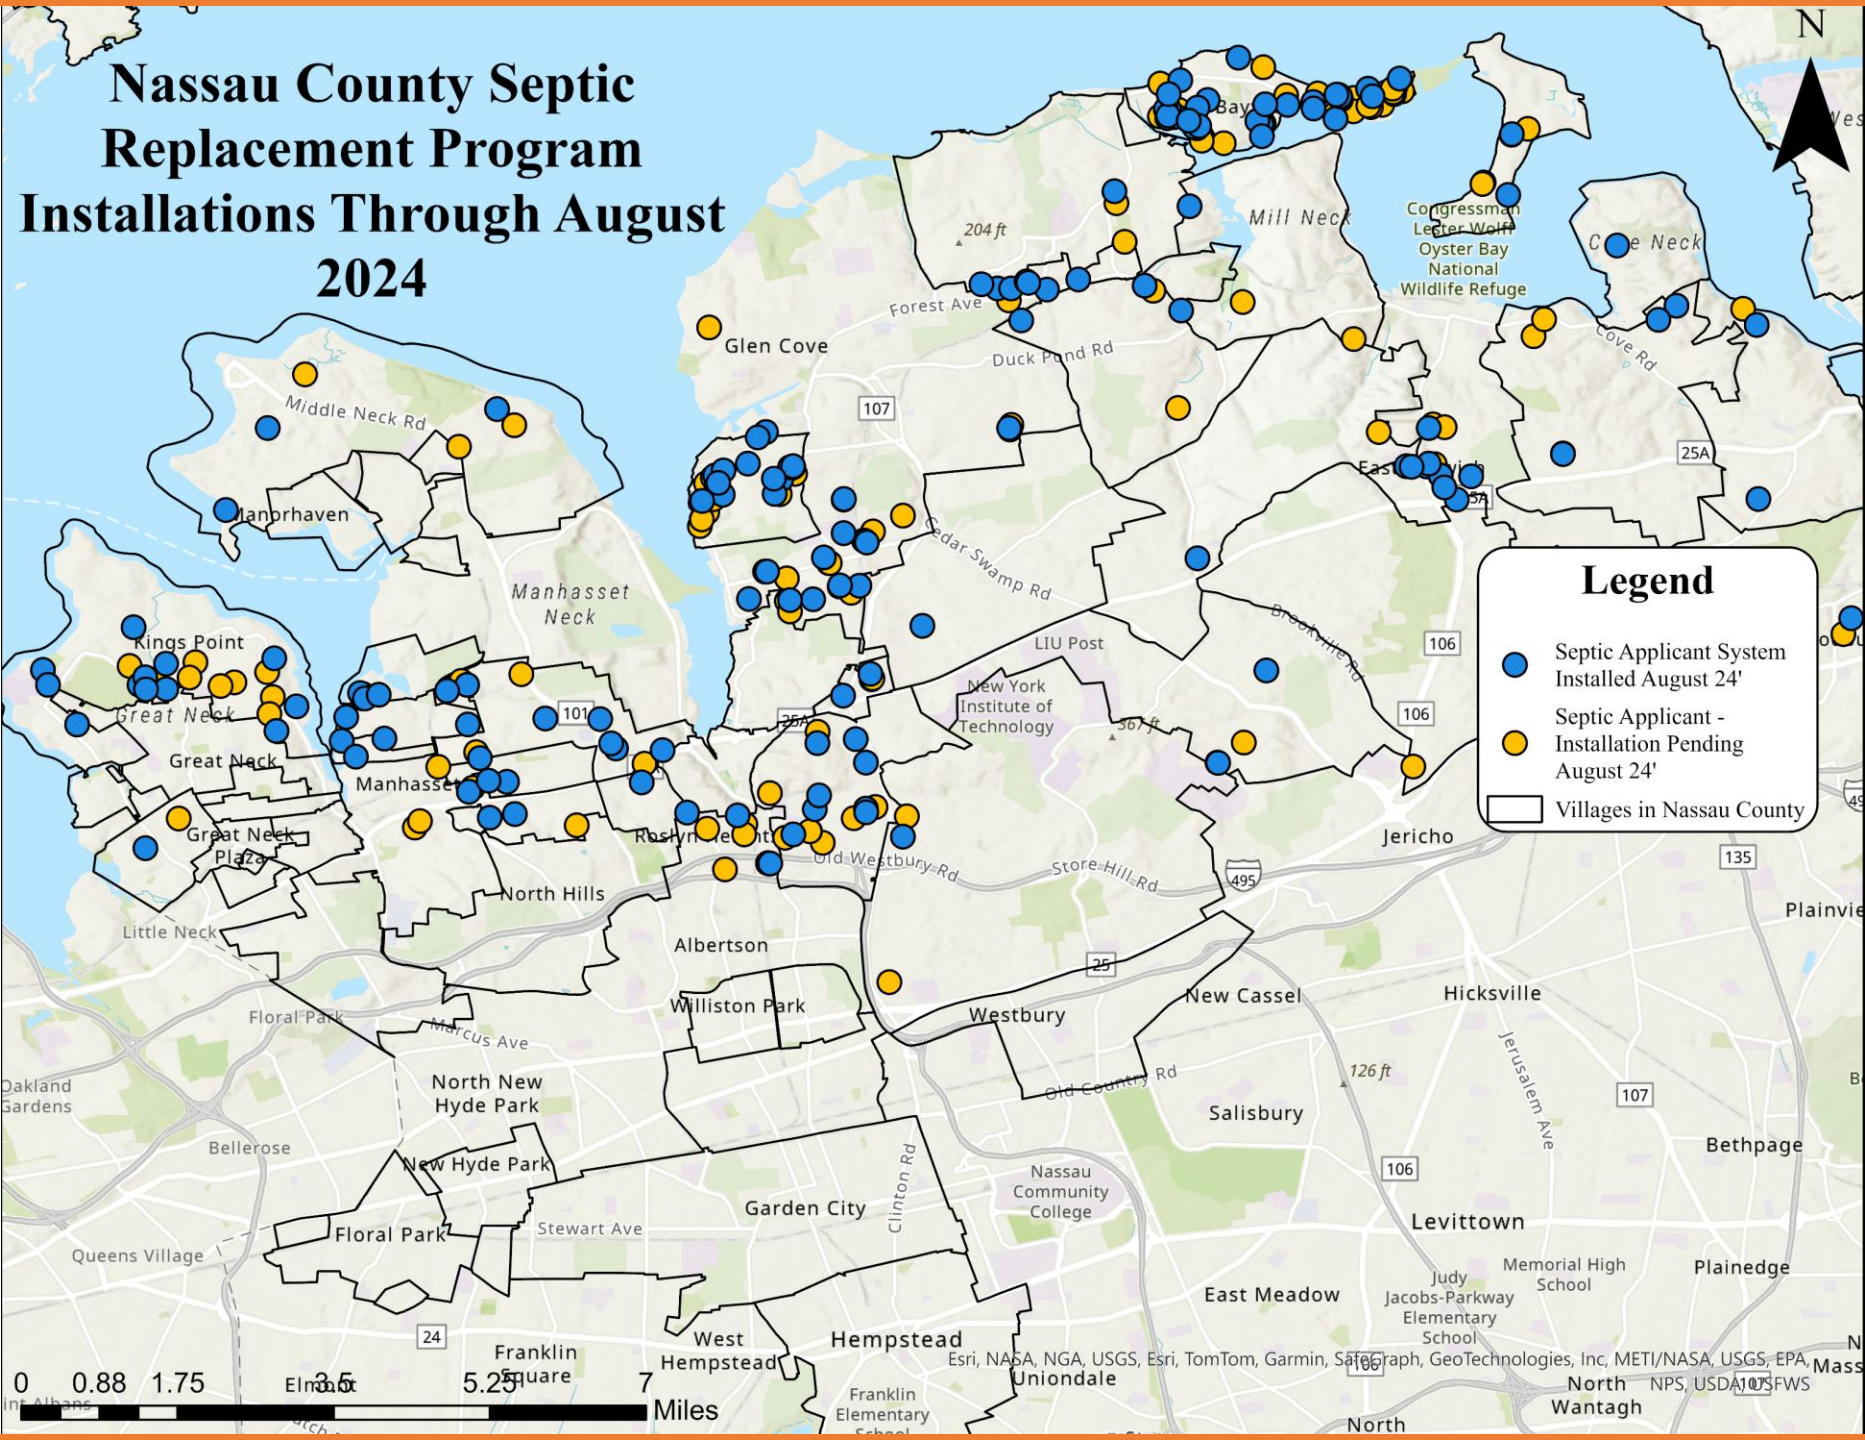 Nassau County Septic
Replacement Program
Installations Through August
2024
N
204 ft
Mill Neck
Congressman
Lester Wolff
Oyster Bay
National
Wildlife Refuge
Forest Ave
Glen Cove
Duck Pond Rd
Cove Rd
Middle Neck Rd
107
25A
Manorhaven
Cedar Swamp Rd
Manhasset
Neck
Legend
Septic Applicant System
Installed August 24'
Septic Applicant -
Installation Pending
August 24'
Villages in Nassau County
Kings Point
LIU Post
Brookville Rd
106
Great Neck
New York
Institute of
Technology
101
25A
367 ft
106
Great Neck
Manhasset
Great Neck
Plaza
Roslyn Heights
Old Westbury Rd
Store Hill Rd
495
Jericho
135
North Hills
Little Neck
Albertson
Plainvie
25
Williston Park
Westbury
New Cassel
Hicksville
Floral Park
Marcus Ave
Jerusalem Ave
Oakland
Gardens
North New
Hyde Park
Old Country Rd
126 ft
107
Salisbury
Bellerose
Bethpage
New Hyde Park
Nassau
Community
College
106
Clinton Rd
Garden City
Floral Park
Stewart Ave
Levittown
Queens Village
Memorial High
School
Plainedge
Judy
Jacobs-Parkway
Elementary
School
East Meadow
24
West
Hempstead
Hempstead
Franklin
Square
Esri, NASA, NGA, USGS, Esri, TomTom, Garmin, SafeGraph, GeoTechnologies, Inc, METI/NASA, USGS, EPA,
NPS, USDA, USFWS
Mass
Uniondale
0 0.88 1.75 3.5 5.25 7
Miles
Elmont
Franklin
Elementary
School
North
Wantagh
North